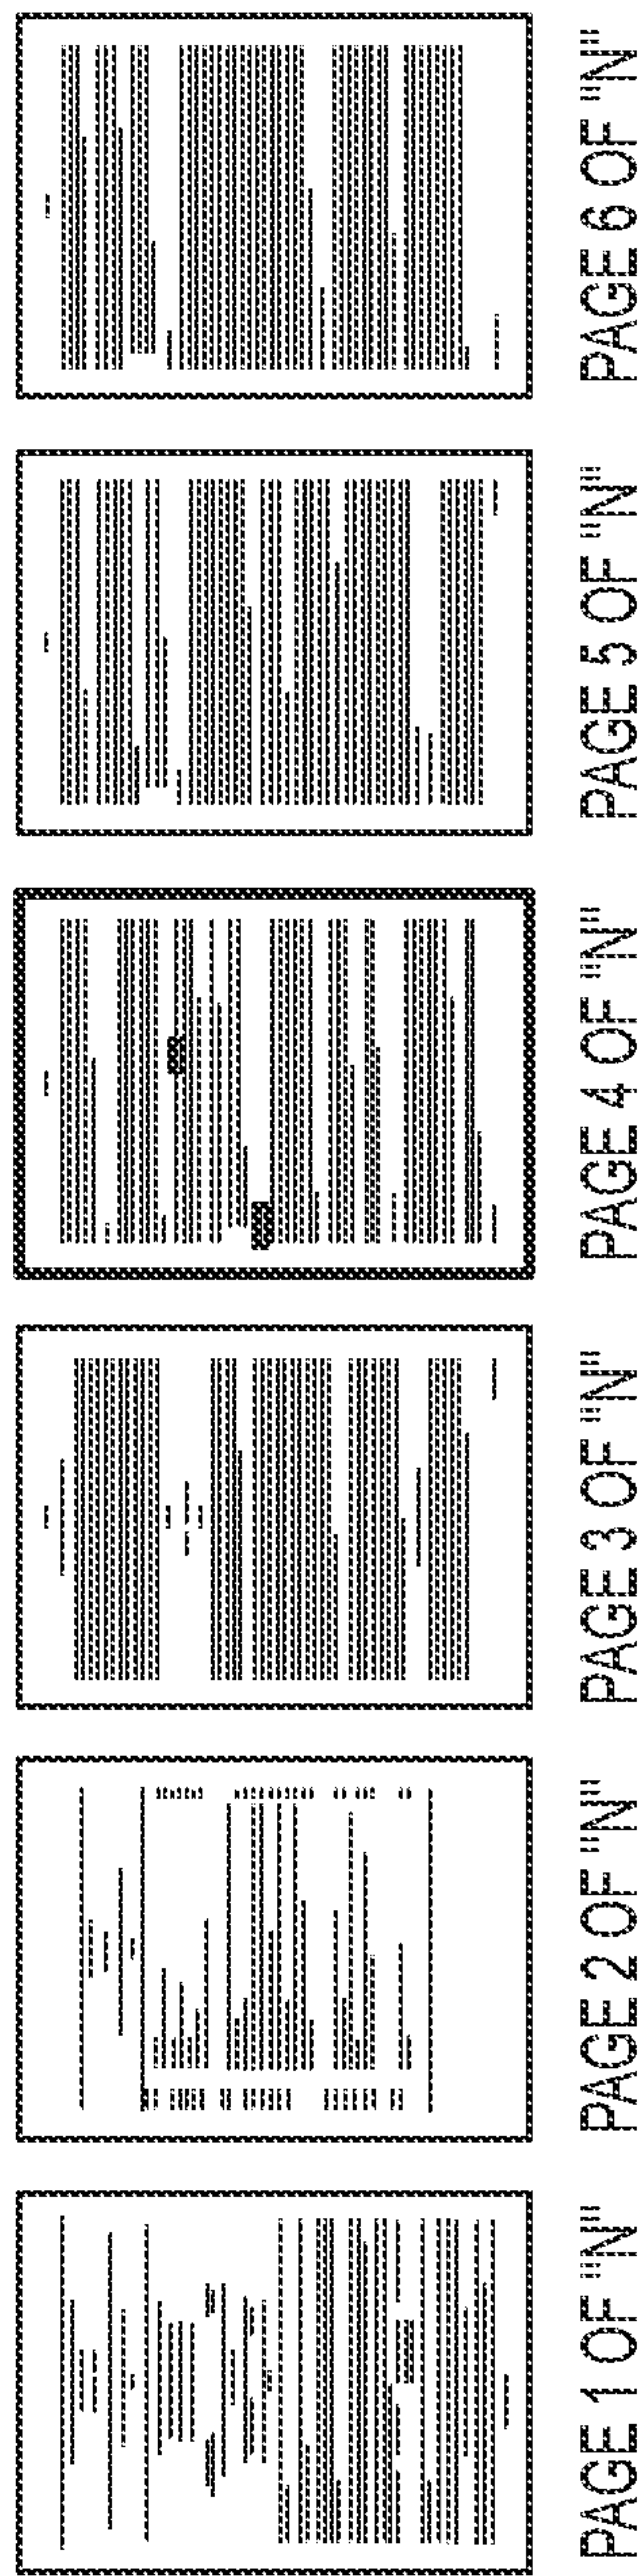 PAGE 1 OF "N"
PAGE 2 OF "N"
PAGE 3 OF "N"
PAGE 4 OF "N"
PAGE 5 OF "N"
PAGE 6 OF "N"